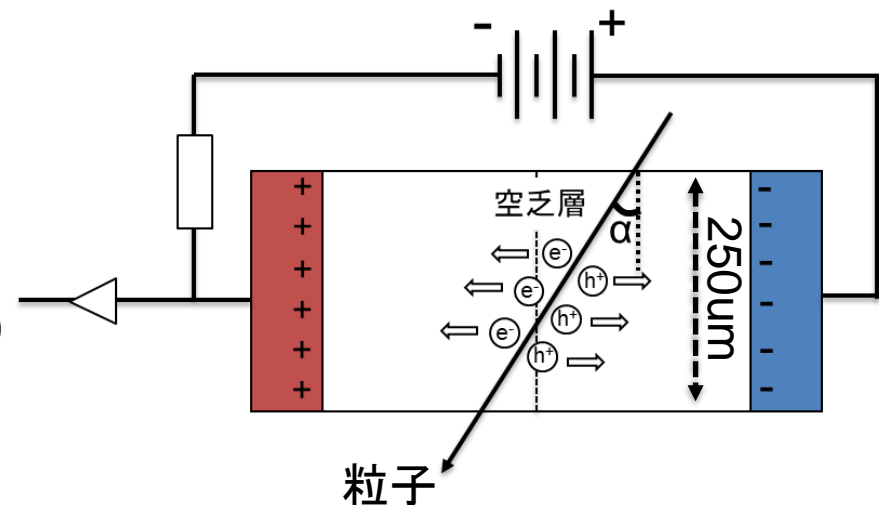 - +
+ -
空乏層
+ -
α
e⁻
+ h⁺ -
e⁻
250um
+ h⁺ -
e⁻
+ h⁺ -
+ -
粒子